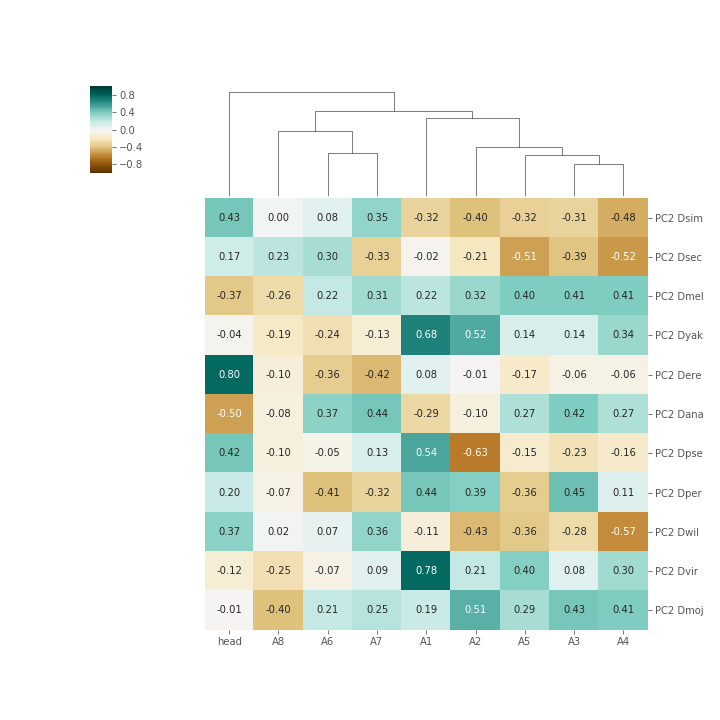 0.8
0.4
0.0
−0.4
−0.8
0.43 0.00 0.08 0.35 -0.32 -0.40 -0.32 -0.31 -0.48 PC2 Dsim
0.17 0.23 0.30 -0.33 -0.02 -0.21 -0.51 -0.39 -0.52 PC2 Dsec
-0.37 -0.26 0.22 0.31 0.22 0.32 0.40 0.41 0.41 PC2 Dmel
-0.04 -0.19 -0.24 -0.13 0.68 0.52 0.14 0.14 0.34 PC2 Dyak
0.80 -0.10 -0.36 -0.42 0.08 -0.01 -0.17 -0.06 -0.06 PC2 Dere
-0.50 -0.08 0.37 0.44 -0.29 -0.10 0.27 0.42 0.27 PC2 Dana
0.42 -0.10 -0.05 0.13 0.54 -0.63 -0.15 -0.23 -0.16 PC2 Dpse
0.20 -0.07 -0.41 -0.32 0.44 0.39 -0.36 0.45 0.11 PC2 Dper
0.37 0.02 0.07 0.36 -0.11 -0.43 -0.36 -0.28 -0.57 PC2 Dwil
-0.12 -0.25 -0.07 0.09 0.78 0.21 0.40 0.08 0.30 PC2 Dvir
-0.01 -0.40 0.21 0.25 0.19 0.51 0.29 0.43 0.41 PC2 Dmoj
head A8 A6 A7 A1 A2 A5 A3 A4